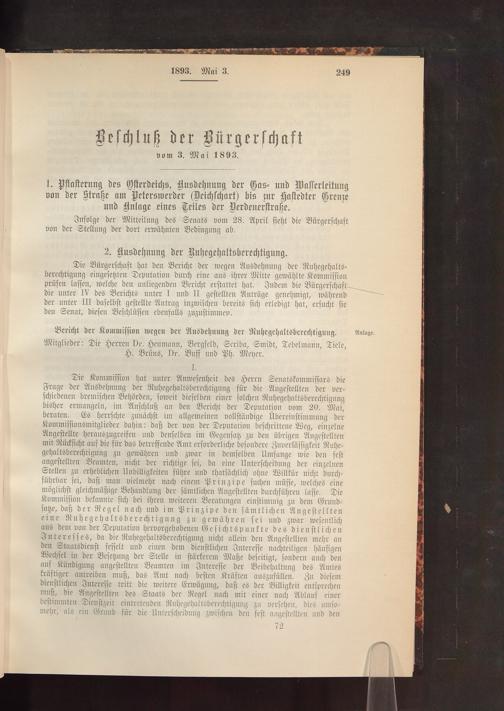 1893. Mai 3.
249
Beschluß der Bürgerschaft
vom 3. Mai 1893.
1. Pflasterung des Osterdeichs, Ausdehnung der Gas- und Wasserleitung
von der Straße am Peterswerder (Deichschart) bis zur Hastedter Grenze
und Anlage eines Teiles der Verdenerstraße.
Infolge der Mitteilung des Senats vom 28. April sieht die Bürgerschaft
von der Stellung der dort erwähnten Bedingung ab.
2. Ausdehnung der Ruhegehaltsberechtigung.
Die Bürgerschaft hat den Bericht der wegen Ausdehnung der Ruhegehalts-
berechtigung eingesetzten Deputation durch eine aus ihrer Mitte gewählte Kommission
prüfen lassen, welche den anliegenden Bericht erstattet hat. Indem die Bürgerschaft
die unter IV des Berichts unter I und II gestellten Anträge genehmigt, während
der unter III daselbst gestellte Antrag inzwischen bereits sich erledigt hat, ersucht sie
den Senat, diesen Beschlüssen ebenfalls zuzustimmen.
Bericht der Kommission wegen der Ausdehnung der Ruhegehaltsberechtigung.
Anlage.
Mitglieder: Die Herren Dr. Heumann, Bergfeld, Scriba, Smidt, Tebelmann, Tiele,
H. Bruns, Dr. Buff und Ph. Meyer.
I.
Die Kommission hat unter Anwesenheit des Herrn Senatskommissars die
Frage der Ausdehnung der Ruhegehaltsberechtigung für die Angestellten der ver-
schiedenen bremischen Behörden, soweit dieselben einer solchen Ruhegehaltsberechtigung
bisher ermangeln, im Anschluß an den Bericht der Deputation vom 20. Mai,
beraten. Es herrschte zunächst im allgemeinen vollständige Übereinstimmung der
Kommissionsmitglieder dahin: daß der von der Deputation beschrittene Weg, einzelne
Angestellte herauszugreifen und denselben im Gegensatz zu den übrigen Angestellten
mit Rücksicht auf die für das betreffende Amt erforderliche besondere Zuverlässigkeit Ruhe-
gehaltsberechtigung zu gewähren und zwar in demselben Umfange wie den fest
angestellten Beamten, nicht der richtige sei, da eine Unterscheidung der einzelnen
Stellen zu erheblichen Unbilligkeiten führe und thatsächlich ohne Willkür nicht durch-
führbar sei, daß man vielmehr nach einem Prinzipe suchen müsse, welches eine
möglichst gleichmäßige Behandlung der sämtlichen Angestellten durchführen lasse. Die
Kommission bekannte sich bei ihren weiteren Beratungen einstimmig zu dem Grund-
satze, daß der Regel nach und im Prinzipe den sämtlichen Angestellten
eine Ruhegehaltsberechtigung zu gewähren sei und zwar wesentlich
aus dem von der Deputation hervorgehobenen Gesichtspunkte des dienstlichen
Interesses, da die Ruhegehaltsberechtigung nicht allein den Angestellten mehr an
den Staatsdienst fesselt und einen dem dienstlichen Interesse nachteiligen häufigen
Wechsel in der Besetzung der Stelle in stärkerem Maße beseitigt, sondern auch den
auf Kündigung angestellten Beamten im Interesse der Beibehaltung des Amtes
kräftiger antreiben muß, das Amt nach besten Kräften auszufüllen. Zu diesem
dienstlichen Interesse tritt die weitere Erwägung, daß es der Billigkeit entsprechen
muß, die Angestellten des Staats der Regel nach mit einer nach Ablauf einer
bestimmten Dienstzeit eintretenden Ruhegehaltsberechtigung zu versehen, dies umso-
mehr, als ein Grund für die Unterscheidung zwischen den fest angestellten und den
72